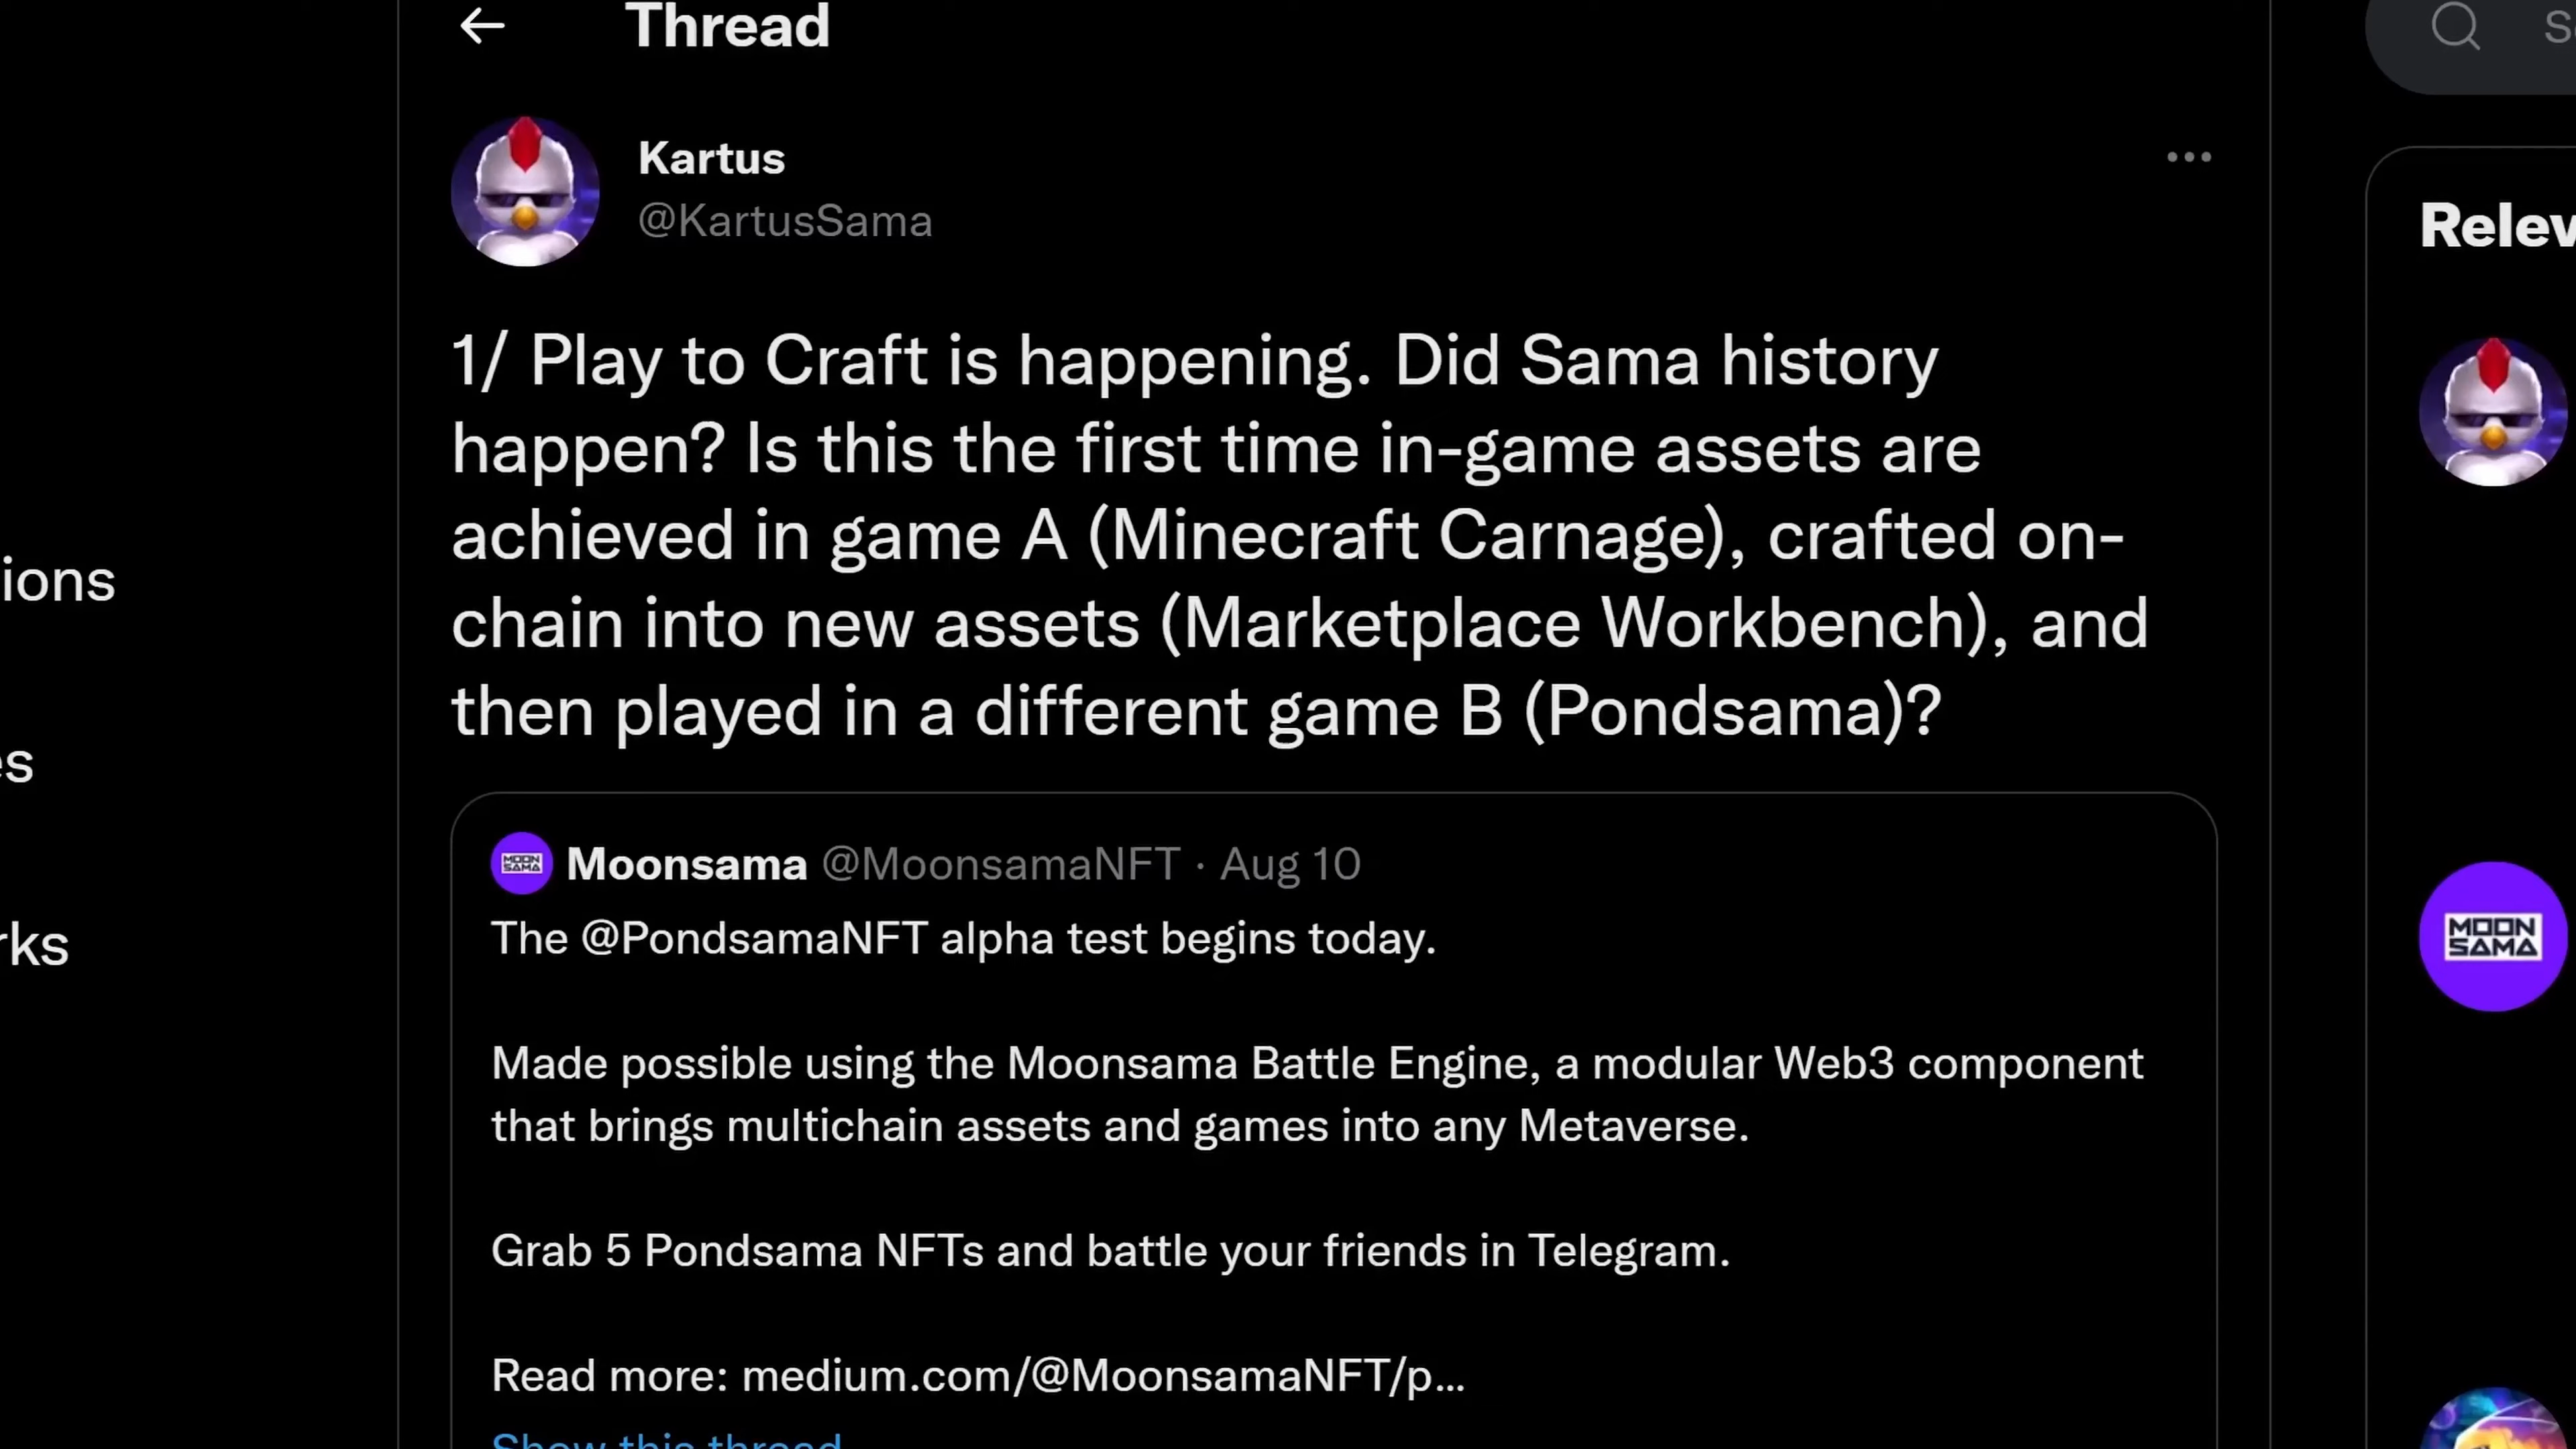 Thread
Kartus
@KartusSama
1/ Play to Craft is happening. Did Sama history
happen? Is this the first time in-game assets are
achieved in game A (Minecraft Carnage), crafted on-
chain into new assets (Marketplace Workbench), and
then played in a different game B (Pondsama)?
MOON
SAMA
Moonsama @MoonsamaNFT · Aug 10
The @PondsamaNFT alpha test begins today.
Made possible using the Moonsama Battle Engine, a modular Web3 component
that brings multichain assets and games into any Metaverse.
Grab 5 Pondsama NFTs and battle your friends in Telegram.
Read more: medium.com/@MoonsamaNFT/p...
Show this thread
ions
es
rks
Relev
MOON
SAMA